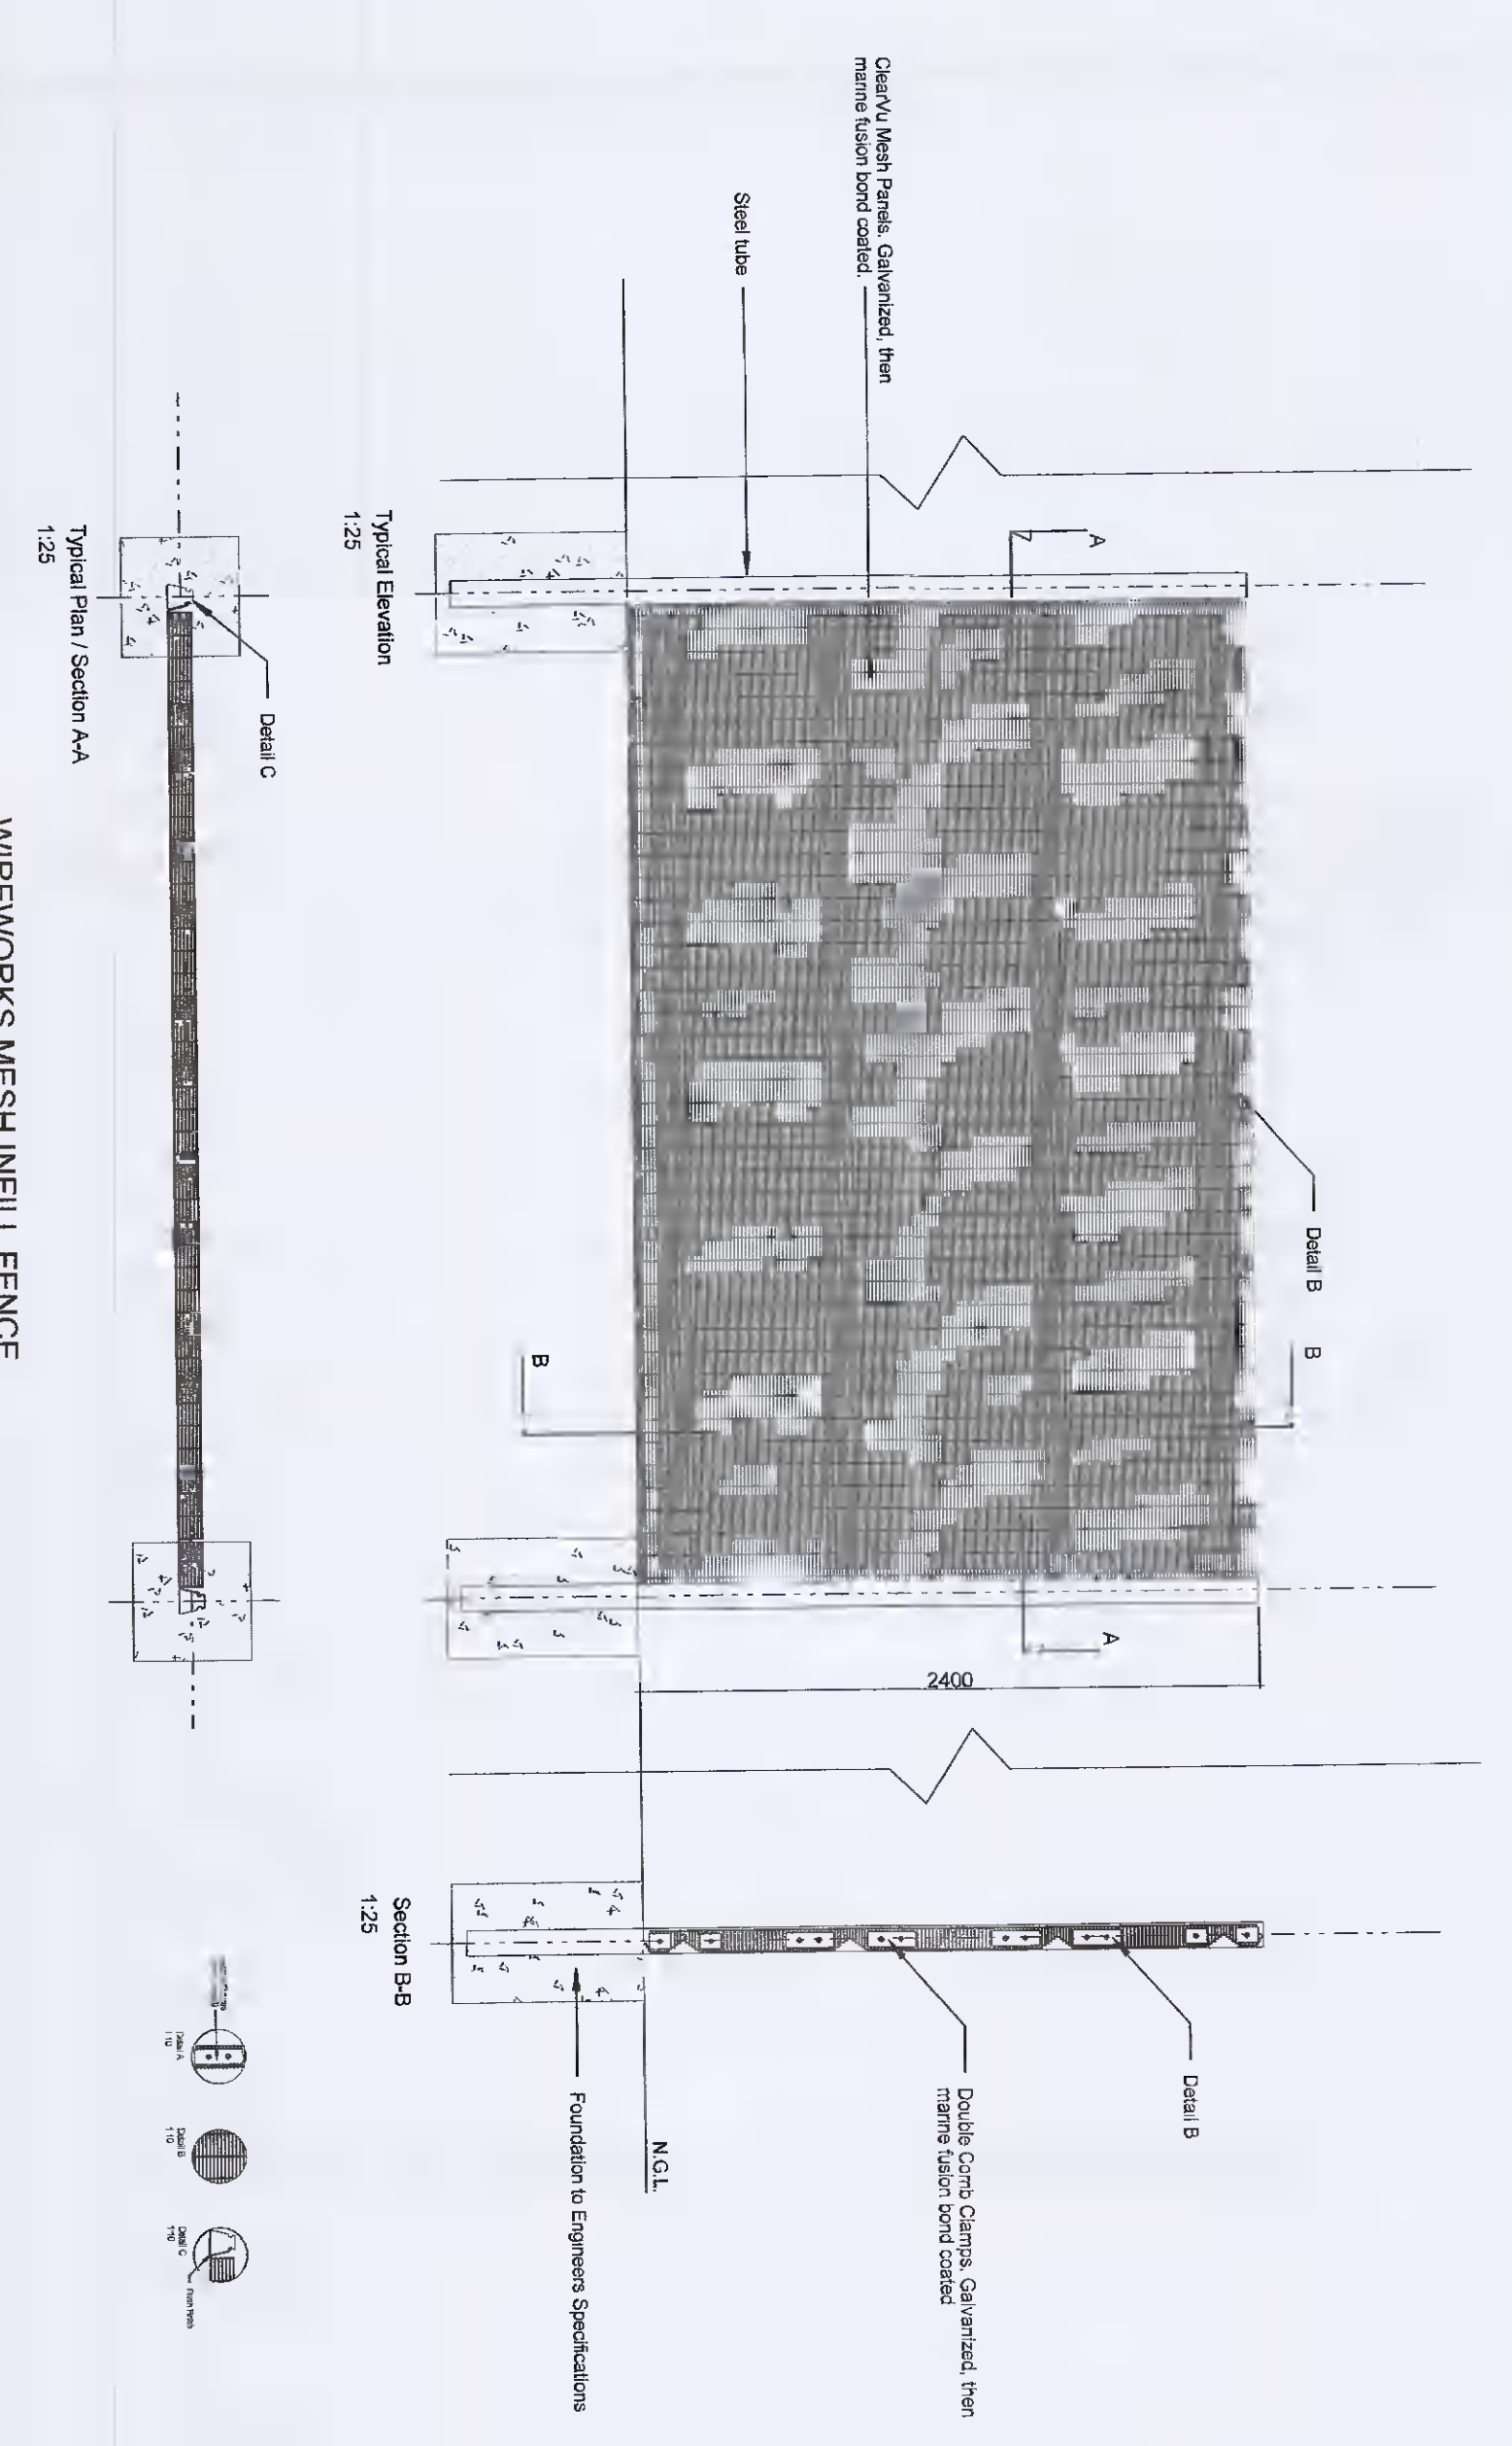 ClearVu Mesh Panels. Galvanized, then
marine fusion bond coated.
Steel tube
A
A
Detail B
B
B
2400
Typical Elevation
1:25
Detail B
Double Comb Clamps. Galvanized, then
marine fusion bond coated
N.G.L.
Foundation to Engineers Specifications
Section B-B
1:25
Detail C
Typical Plan / Section A-A
1:25
Detail A
1:10
Detail B
1:10
Detail C
1:10
Flush Finish
WIREWORKS MESH INFILL FENCE